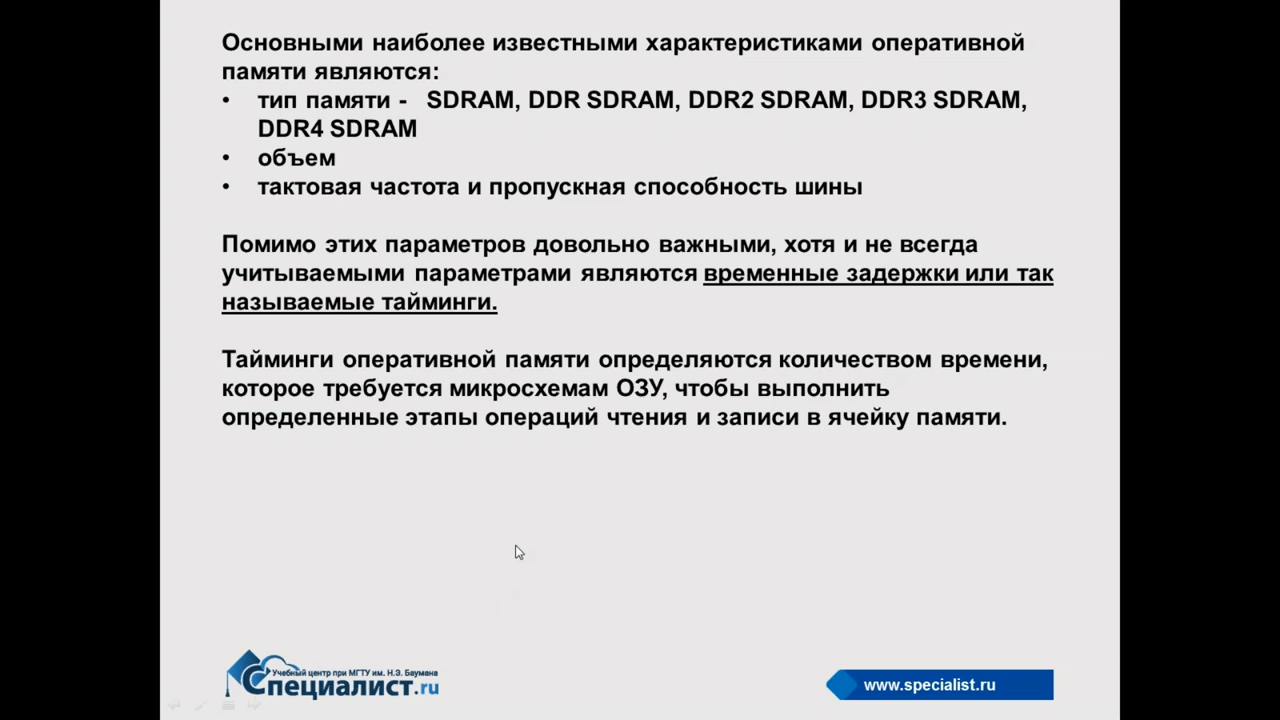 Основными наиболее известными характеристиками оперативной
памяти являются:
• тип памяти - SDRAM, DDR SDRAM, DDR2 SDRAM, DDR3 SDRAM,
DDR4 SDRAM
• объем
• тактовая частота и пропускная способность шины
Помимо этих параметров довольно важными, хотя и не всегда
учитываемыми параметрами являются временные задержки или так
называемые тайминги.
Тайминги оперативной памяти определяются количеством времени,
которое требуется микросхемам ОЗУ, чтобы выполнить
определенные этапы операций чтения и записи в ячейку памяти.
Учебный центр при МГТУ им. Н.Э. Баумана
Специалист.ru
www.specialist.ru